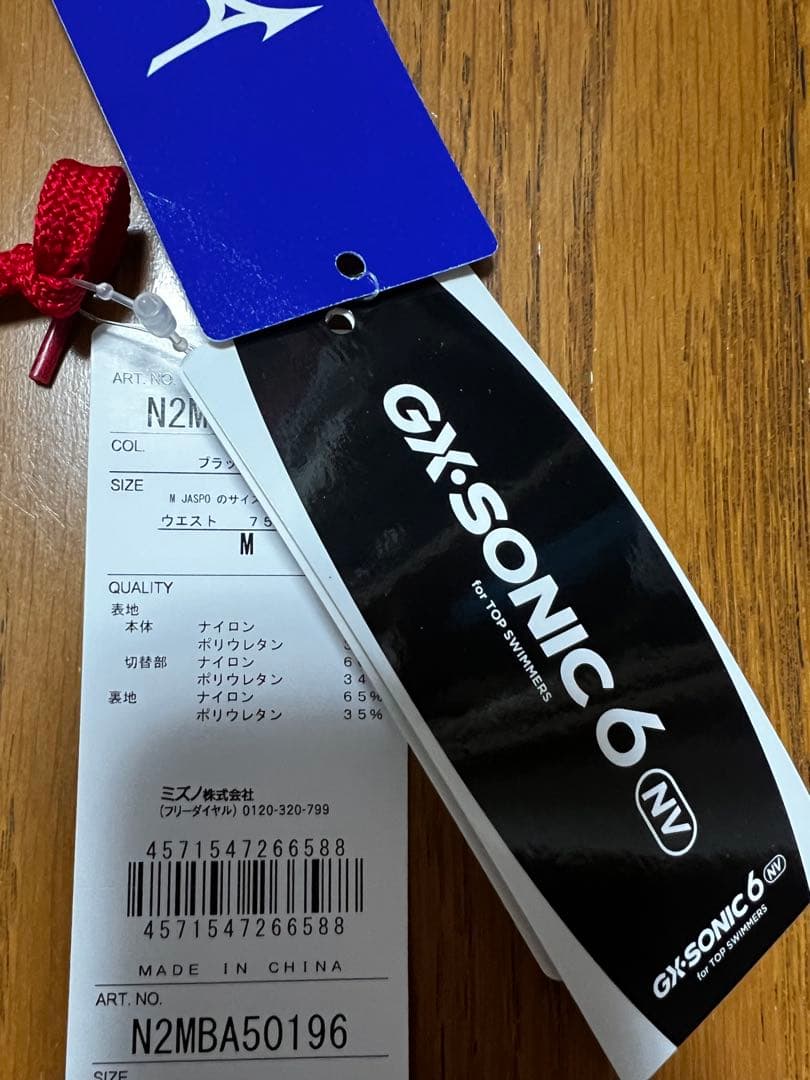 ART. NO.
N2M
COL.
ブラッ
SIZE
M JASPO のサイズ
ウエスト 75
M
QUALITY
表地
本体 ナイロン
ポリウレタン
切替部 ナイロン 6
ポリウレタン 34
裏地 ナイロン 65%
ポリウレタン 35%
ミズノ株式会社
(フリーダイヤル) 0120-320-799
4571547266588
4571547266588
MADE IN CHINA
ART. NO.
N2MBA50196
SIZE
GX·SONIC 6 NV
for TOP SWIMMERS
GX·SONIC 6 NV
for TOP SWIMMERS